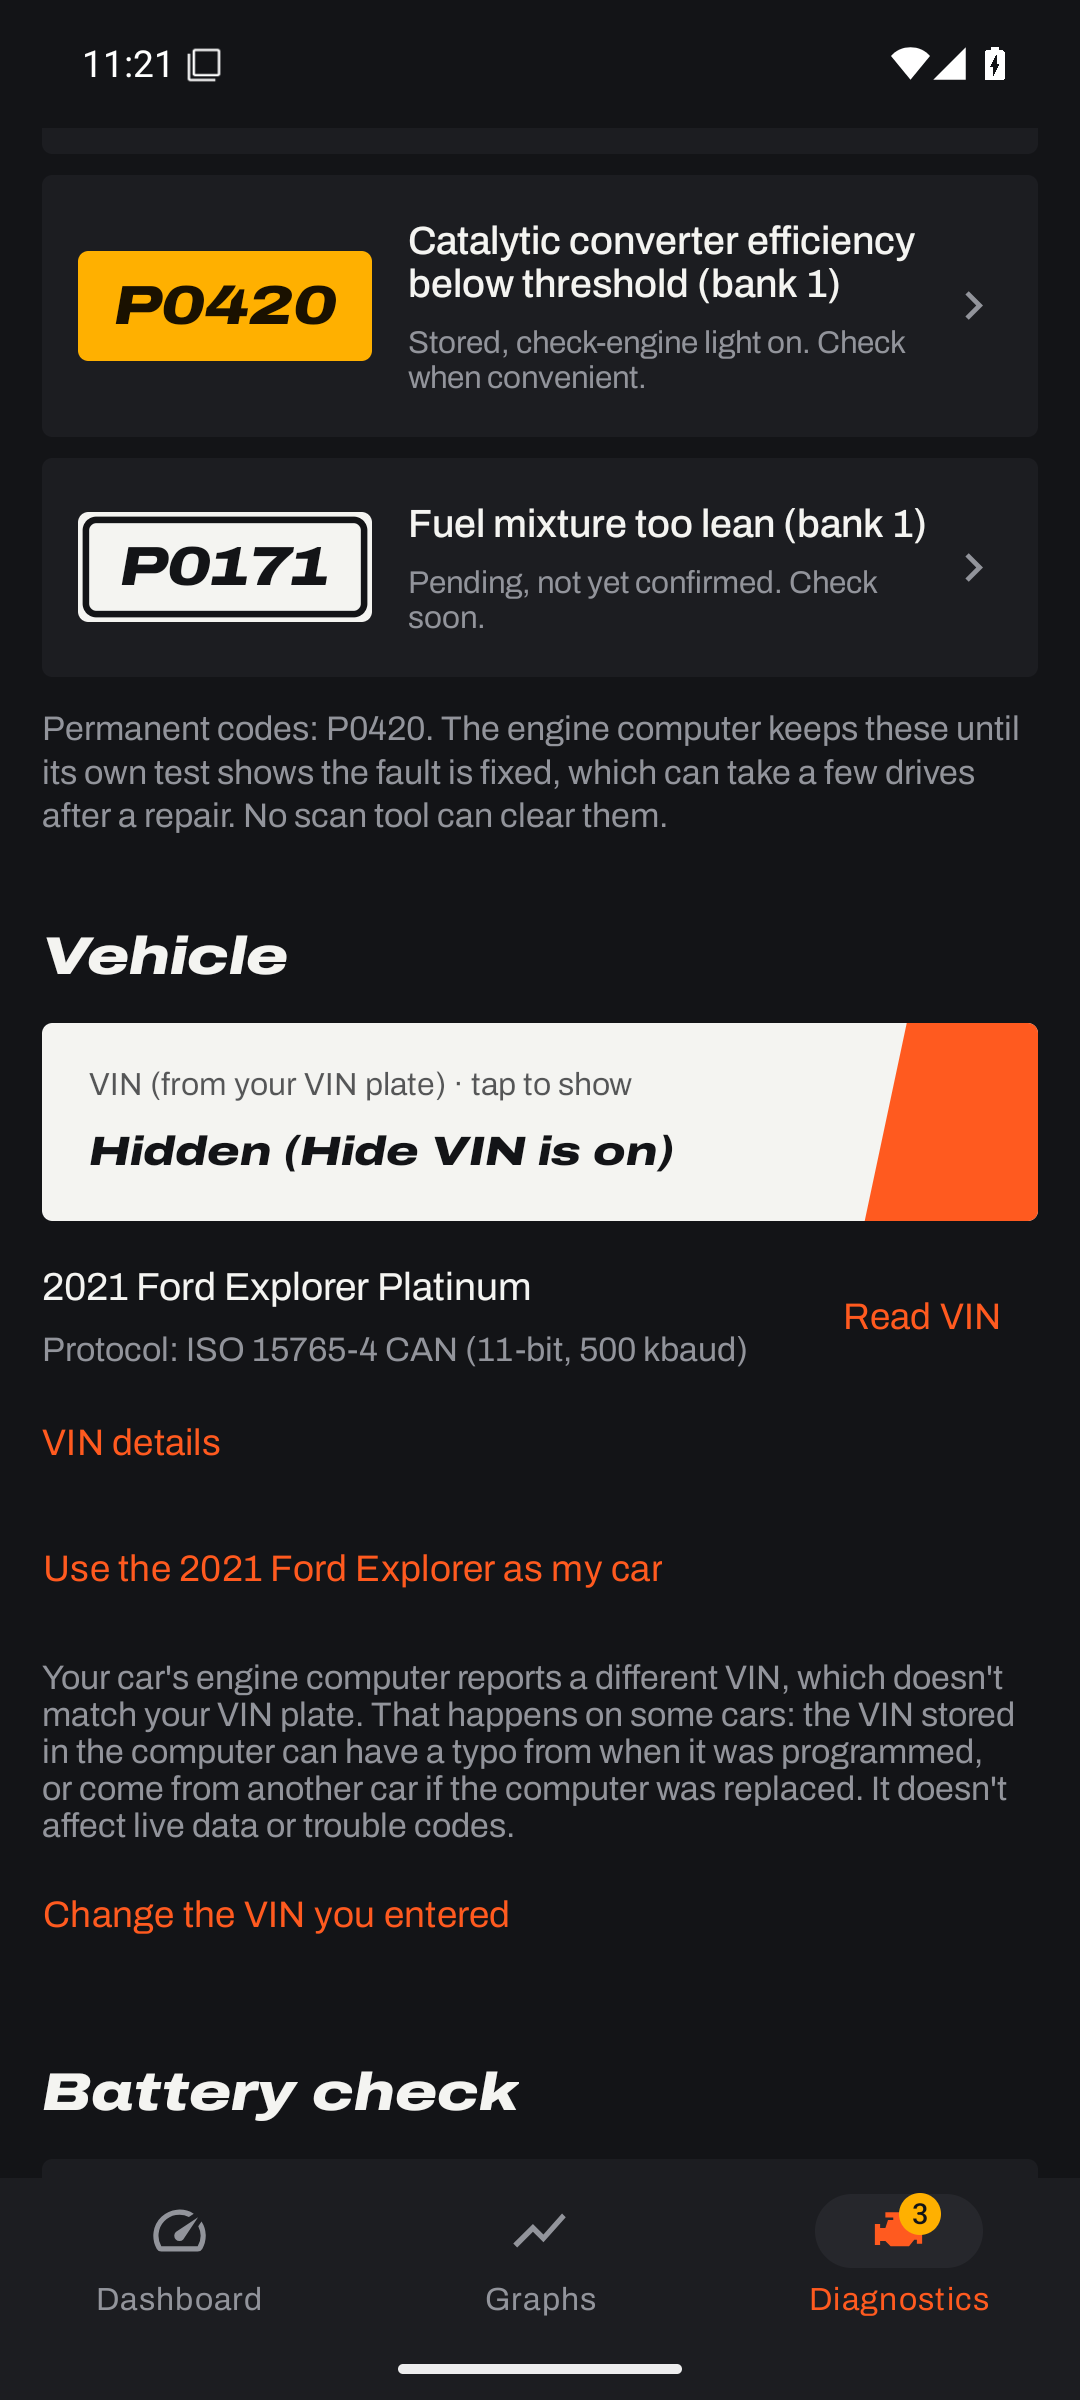 11:21
P0420
Catalytic converter efficiency
below threshold (bank 1)
Stored, check-engine light on. Check
when convenient.
P0171
Fuel mixture too lean (bank 1)
Pending, not yet confirmed. Check
soon.
Permanent codes: P0420. The engine computer keeps these until
its own test shows the fault is fixed, which can take a few drives
after a repair. No scan tool can clear them.
Vehicle
VIN (from your VIN plate) · tap to show
Hidden (Hide VIN is on)
2021 Ford Explorer Platinum
Protocol: ISO 15765-4 CAN (11-bit, 500 kbaud)
Read VIN
VIN details
Use the 2021 Ford Explorer as my car
Your car's engine computer reports a different VIN, which doesn't
match your VIN plate. That happens on some cars: the VIN stored
in the computer can have a typo from when it was programmed,
or come from another car if the computer was replaced. It doesn't
affect live data or trouble codes.
Change the VIN you entered
Battery check
3
Dashboard
Graphs
Diagnostics